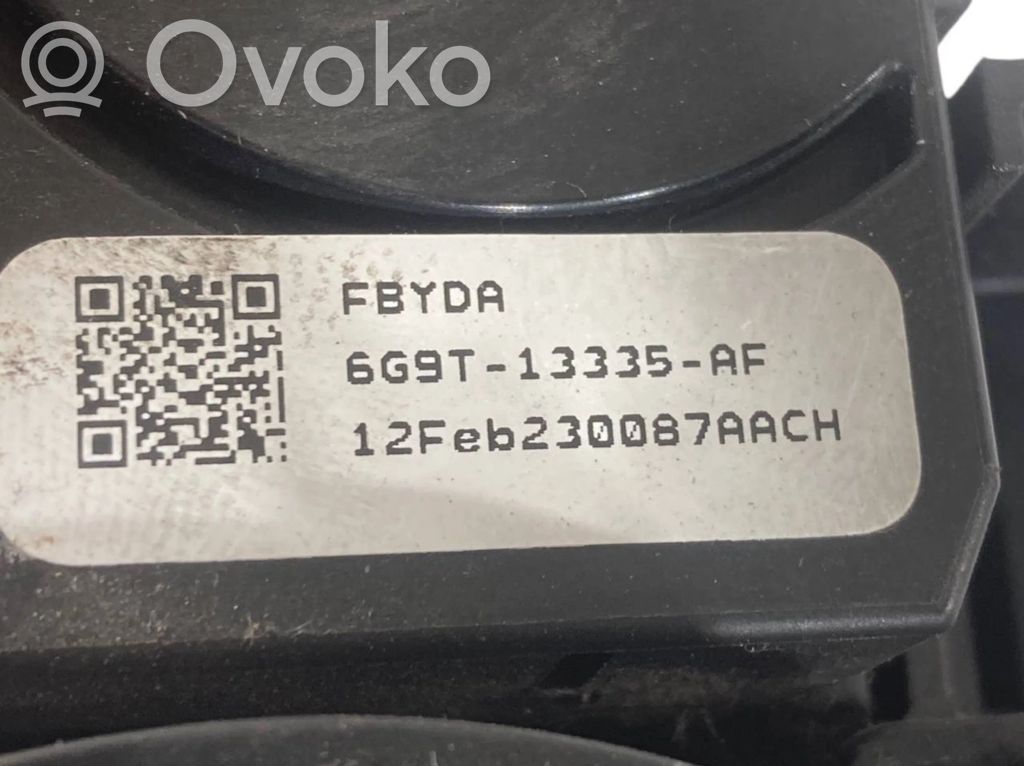 Ovoko
FBYDA
6G9T-13335-AF
12Feb230087AACH